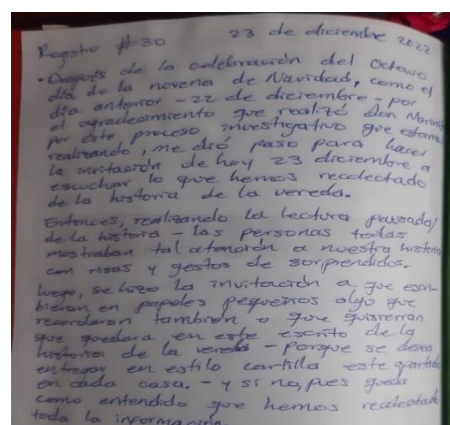 Registro #30 23 de diciembre 2022
- Después de la celebración del Octavo
día de la novena de Navidad, como el
día anterior - 22 de diciembre - por
el agradecimiento que realizó don
por este proceso investigativo que estamos
realizando, me dió paso para hacer
la invitación de hoy 23 diciembre a
escuchar lo que hemos recolectado
de la historia de la vereda.
Entonces, realizando la lectura pausada
de la historia - las personas todas
mostraban tal atención a nuestra historia
con risas y gestos de sorprendidos.
luego, se hizo la invitación a que escri-
bieran en papeles pequeños algo que
recordaran también o que quisieran
que quedara en este escrito de la
historia de la vereda - porque se desea
entregar en estilo cartilla este apartado
en cada casa. - y si no, pues queda
como entendido que hemos recolectado
toda la información